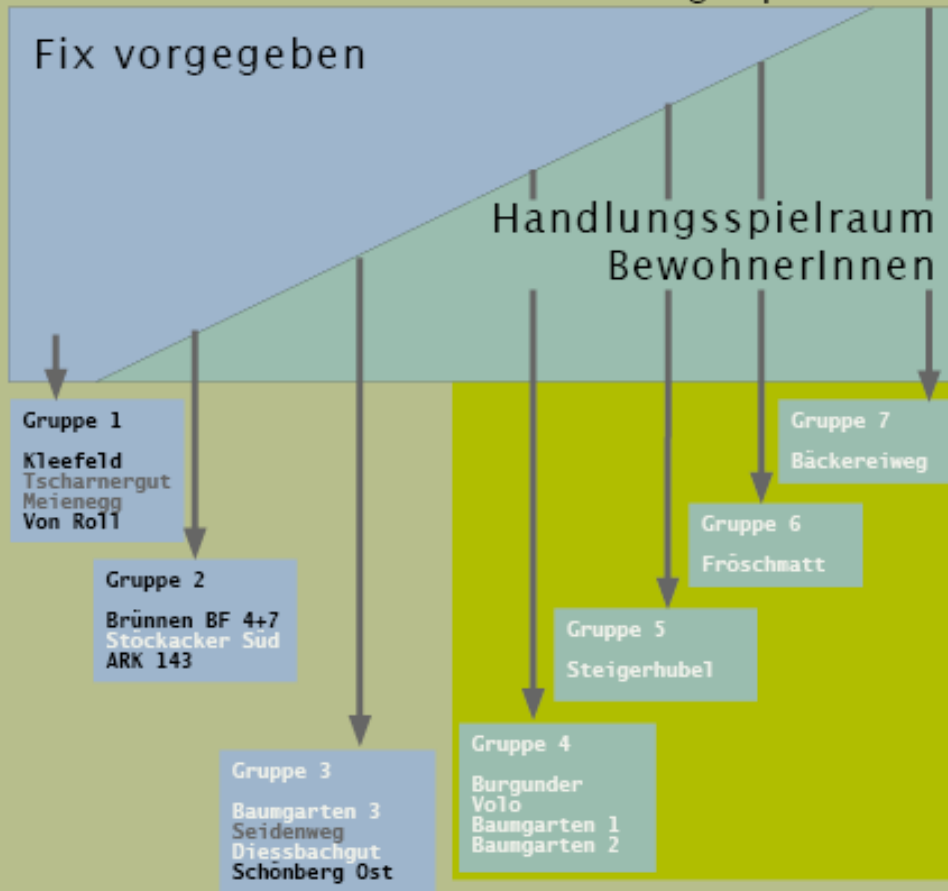 Fix vorgegeben
Handlungsspielraum
BewohnerInnen
Gruppe 1
Kleefeld
Tscharnergut
Meienegg
Von Roll
Gruppe 2
Brünnen BF 4+7
Stöckacker Süd
ARK 143
Gruppe 3
Baumgarten 3
Seidenweg
Diessbachgut
Schönberg Ost
Gruppe 4
Burgunder
Volo
Baumgarten 1
Baumgarten 2
Gruppe 5
Steigerhubel
Gruppe 6
Fröschmatt
Gruppe 7
Bäckereiweg